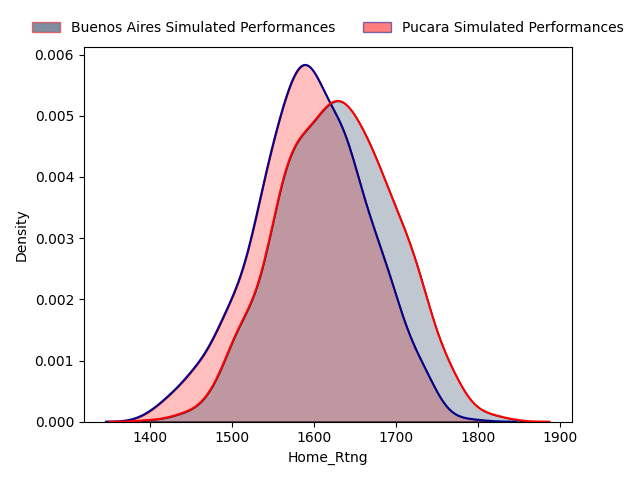 Buenos Aires Simulated Performances Pucara Simulated Performances
0.006
0.005
0.004
0.003
0.002
0.001
0.000
Density
1400 1500 1600 1700 1800 1900
Home_Rtng